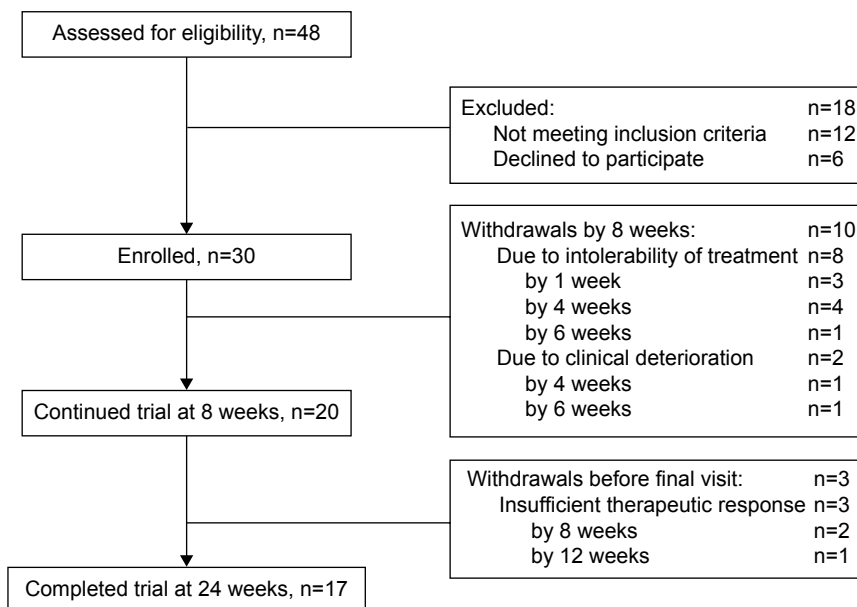 Assessed for eligibility, n=48
Excluded: n=18
Not meeting inclusion criteria n=12
Declined to participate n=6
Enrolled, n=30
Withdrawals by 8 weeks: n=10
Due to intolerability of treatment n=8
by 1 week n=3
by 4 weeks n=4
by 6 weeks n=1
Due to clinical deterioration n=2
by 4 weeks n=1
by 6 weeks n=1
Continued trial at 8 weeks, n=20
Withdrawals before final visit: n=3
Insufficient therapeutic response n=3
by 8 weeks n=2
by 12 weeks n=1
Completed trial at 24 weeks, n=17